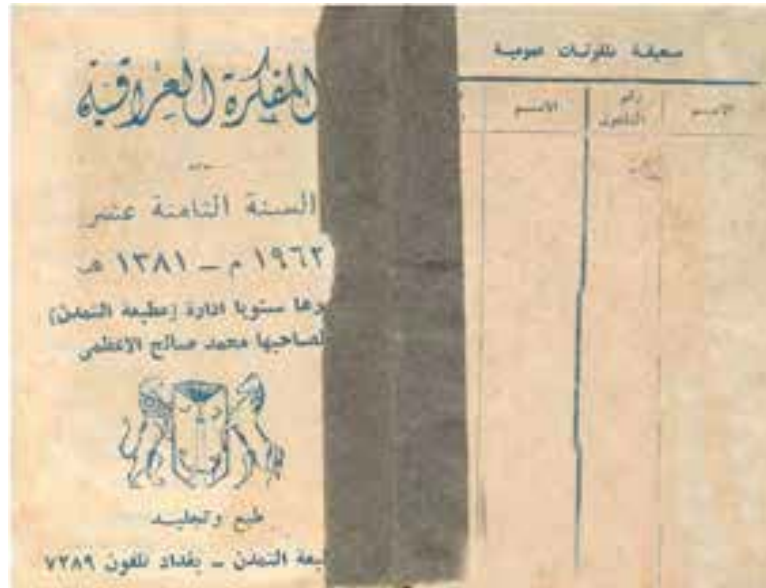 صحيفة تلفونات عمومية
الاسم
رقم التلفون
الاسم
المفكرة العراقية
السنة الثامنة عشر
١٩٦٢ م – ١٣٨١ هـ
سنويا ادارة (مطبعة التمدن)
لصاحبها محمد صالح الاعظمي
طبع وتجليد
التمدن – بغداد تلفون ٧٣٨٩